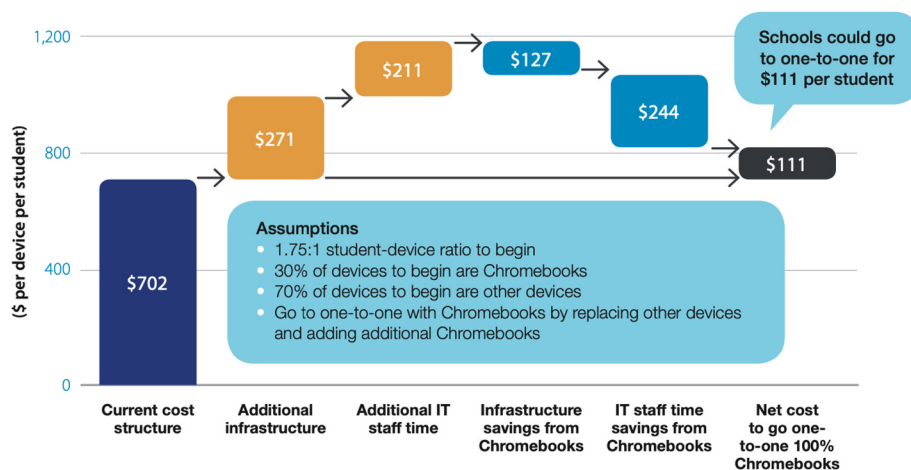 1,200
800
400
0
($ per device per student)
$702
$271
$211
$127
$244
$111
Schools could go
to one-to-one for
$111 per student
Assumptions
• 1.75:1 student-device ratio to begin
• 30% of devices to begin are Chromebooks
• 70% of devices to begin are other devices
• Go to one-to-one with Chromebooks by replacing other devices
and adding additional Chromebooks
Current cost
structure
Additional
infrastructure
Additional IT
staff time
Infrastructure
savings from
Chromebooks
IT staff time
savings from
Chromebooks
Net cost
to go one-
to-one 100%
Chromebooks